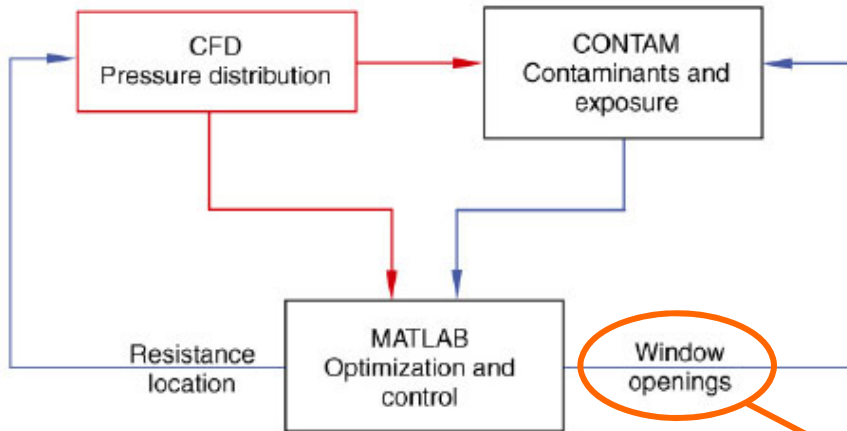 CFD
Pressure distribution
CONTAM
Contaminants and
exposure
MATLAB
Optimization and
control
Resistance
location
Window
openings